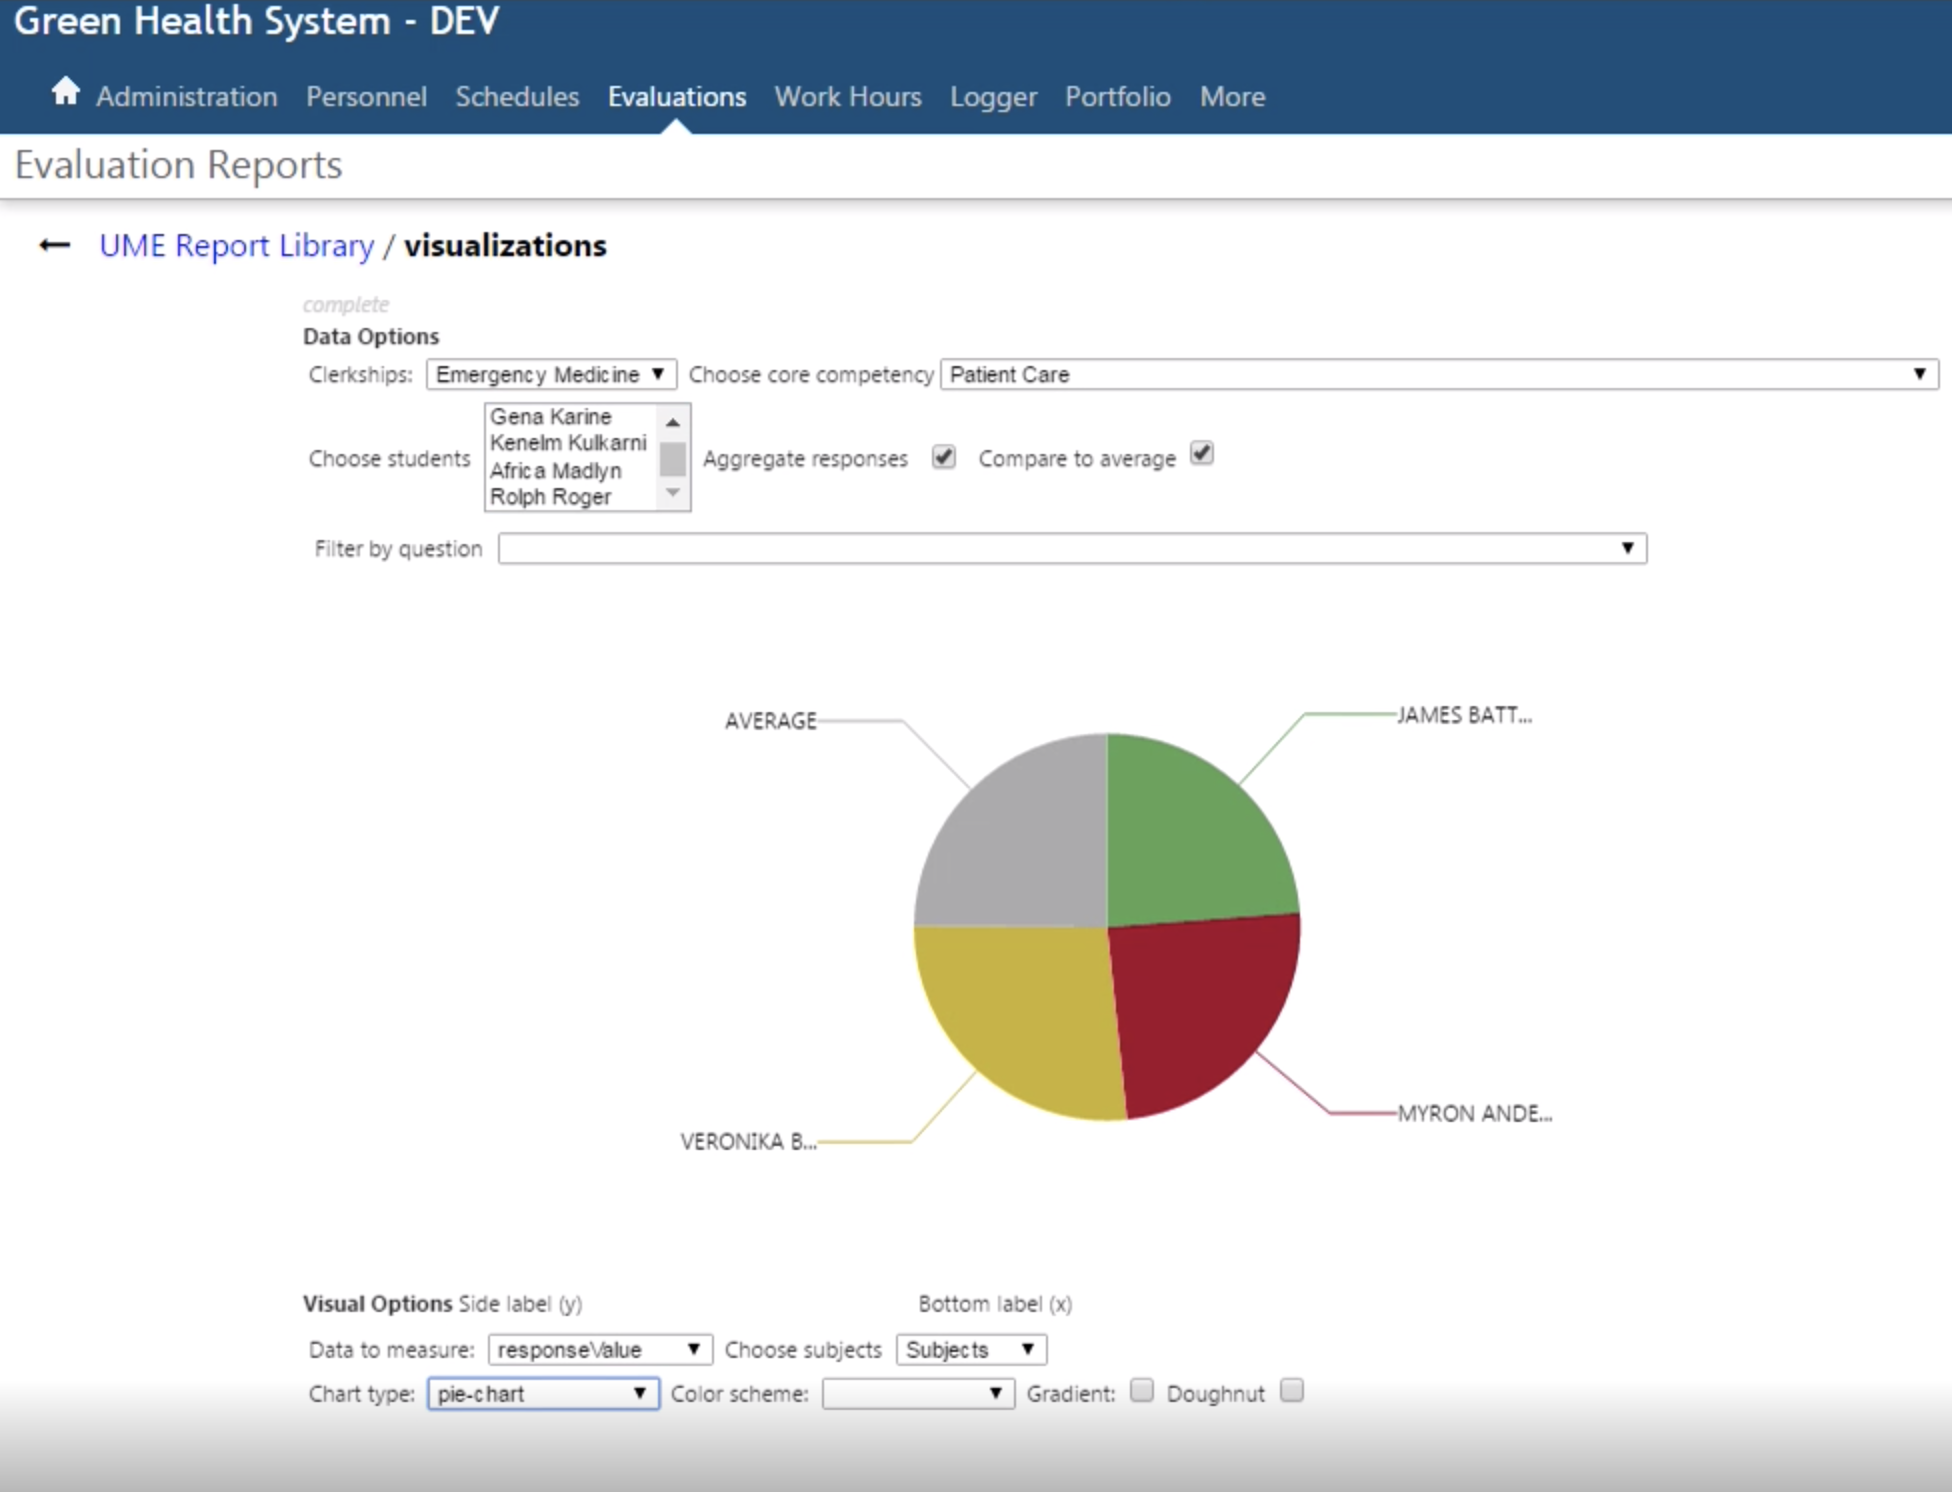 Green Health System - DEV
Administration Personnel Schedules Evaluations Work Hours Logger Portfolio More
Evaluation Reports
UME Report Library / visualizations
complete
Data Options
Clerkships: Emergency Medicine Choose core competency Patient Care
Gena Karine
Kenelm Kulkarni
Choose students Aggregate responses Compare to average
Africa Madlyn
Rolph Roger
Filter by question
AVERAGE JAMES BATT...
VERONIKA B... MYRON ANDE...
Visual Options Side label (y) Bottom label (x)
Data to measure: responseValue Choose subjects Subjects
Chart type: pie-chart Color scheme: Gradient: Doughnut